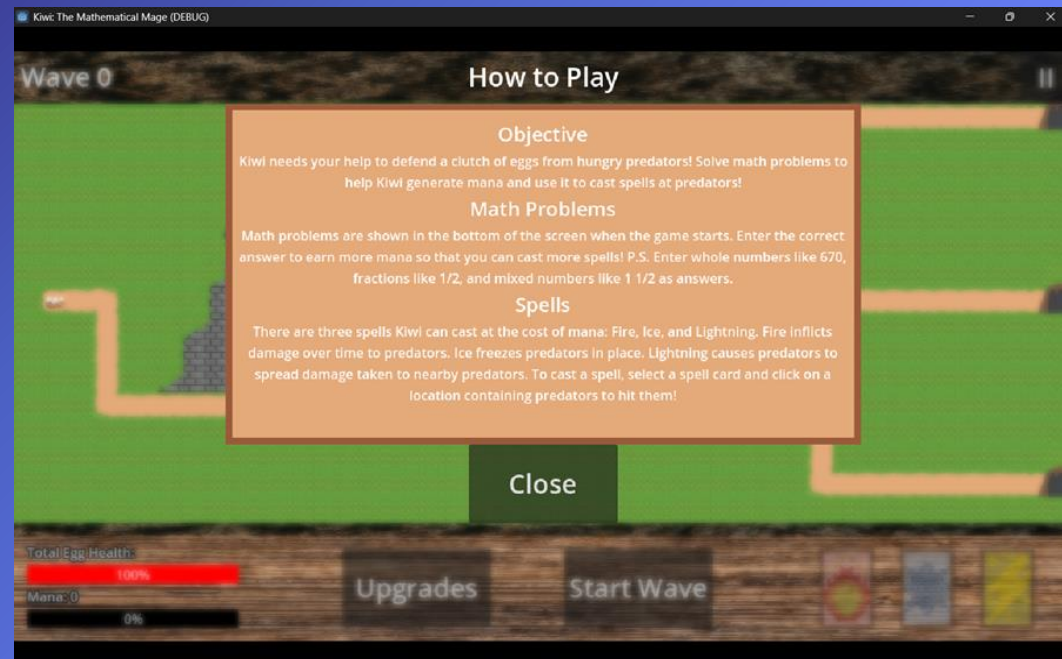 Kiwi: The Mathematical Mage (DEBUG)
Wave 0
How to Play
Objective
Kiwi needs your help to defend a clutch of eggs from hungry predators! Solve math problems to
help Kiwi generate mana and use it to cast spells at predators!
Math Problems
Math problems are shown in the bottom of the screen when the game starts. Enter the correct
answer to earn more mana so that you can cast more spells! P.S. Enter whole numbers like 670,
fractions like 1/2, and mixed numbers like 1 1/2 as answers.
Spells
There are three spells Kiwi can cast at the cost of mana: Fire, Ice, and Lightning. Fire inflicts
damage over time to predators. Ice freezes predators in place. Lightning causes predators to
spread damage taken to nearby predators. To cast a spell, select a spell card and click on a
location containing predators to hit them!
Close
Total Egg Health:
100%
Mana: 0
0%
Upgrades
Start Wave